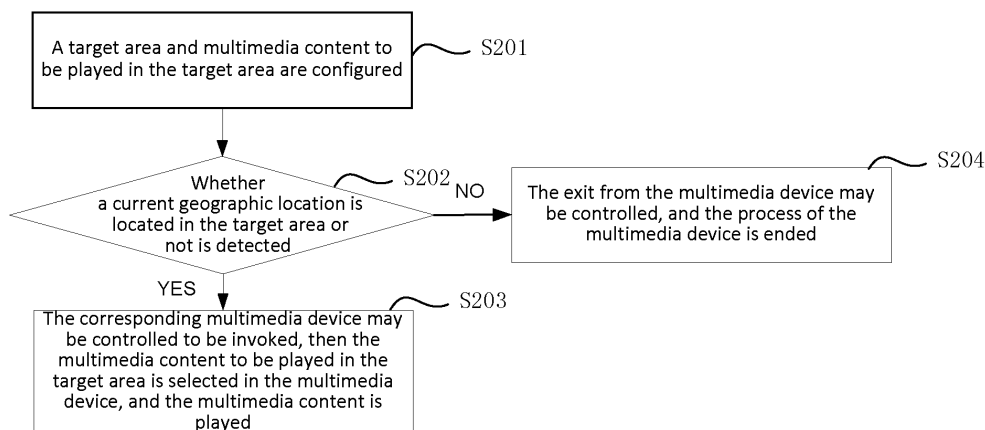 A target area and multimedia content to
be played in the target area are configured
S201
Whether
a current geographic location is
located in the target area or
not is detected
S202
NO
The exit from the multimedia device may
be controlled, and the process of the
multimedia device is ended
S204
YES
The corresponding multimedia device may
be controlled to be invoked, then the
multimedia content to be played in the
target area is selected in the multimedia
device, and the multimedia content is
played
S203